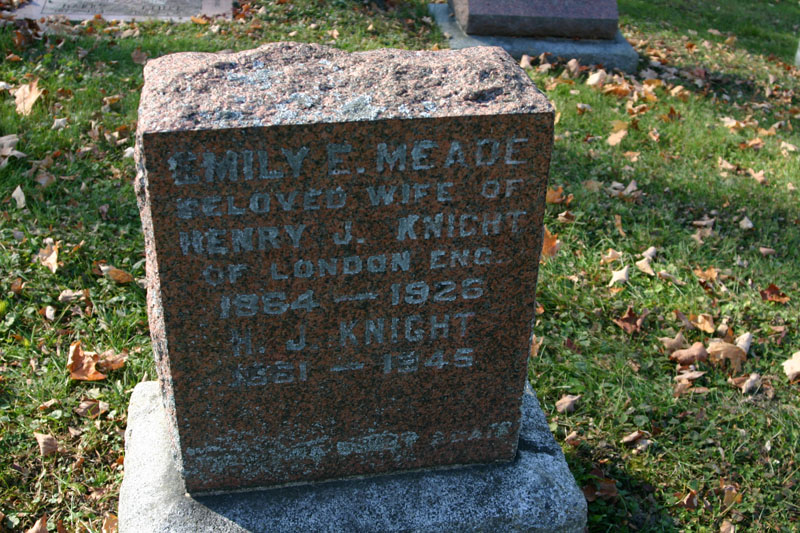 EMILY E. MEADE
BELOVED WIFE OF
HENRY J. KNIGHT
OF LONDON ENG.
1864 — 1926
H. J. KNIGHT
1861 — 1945